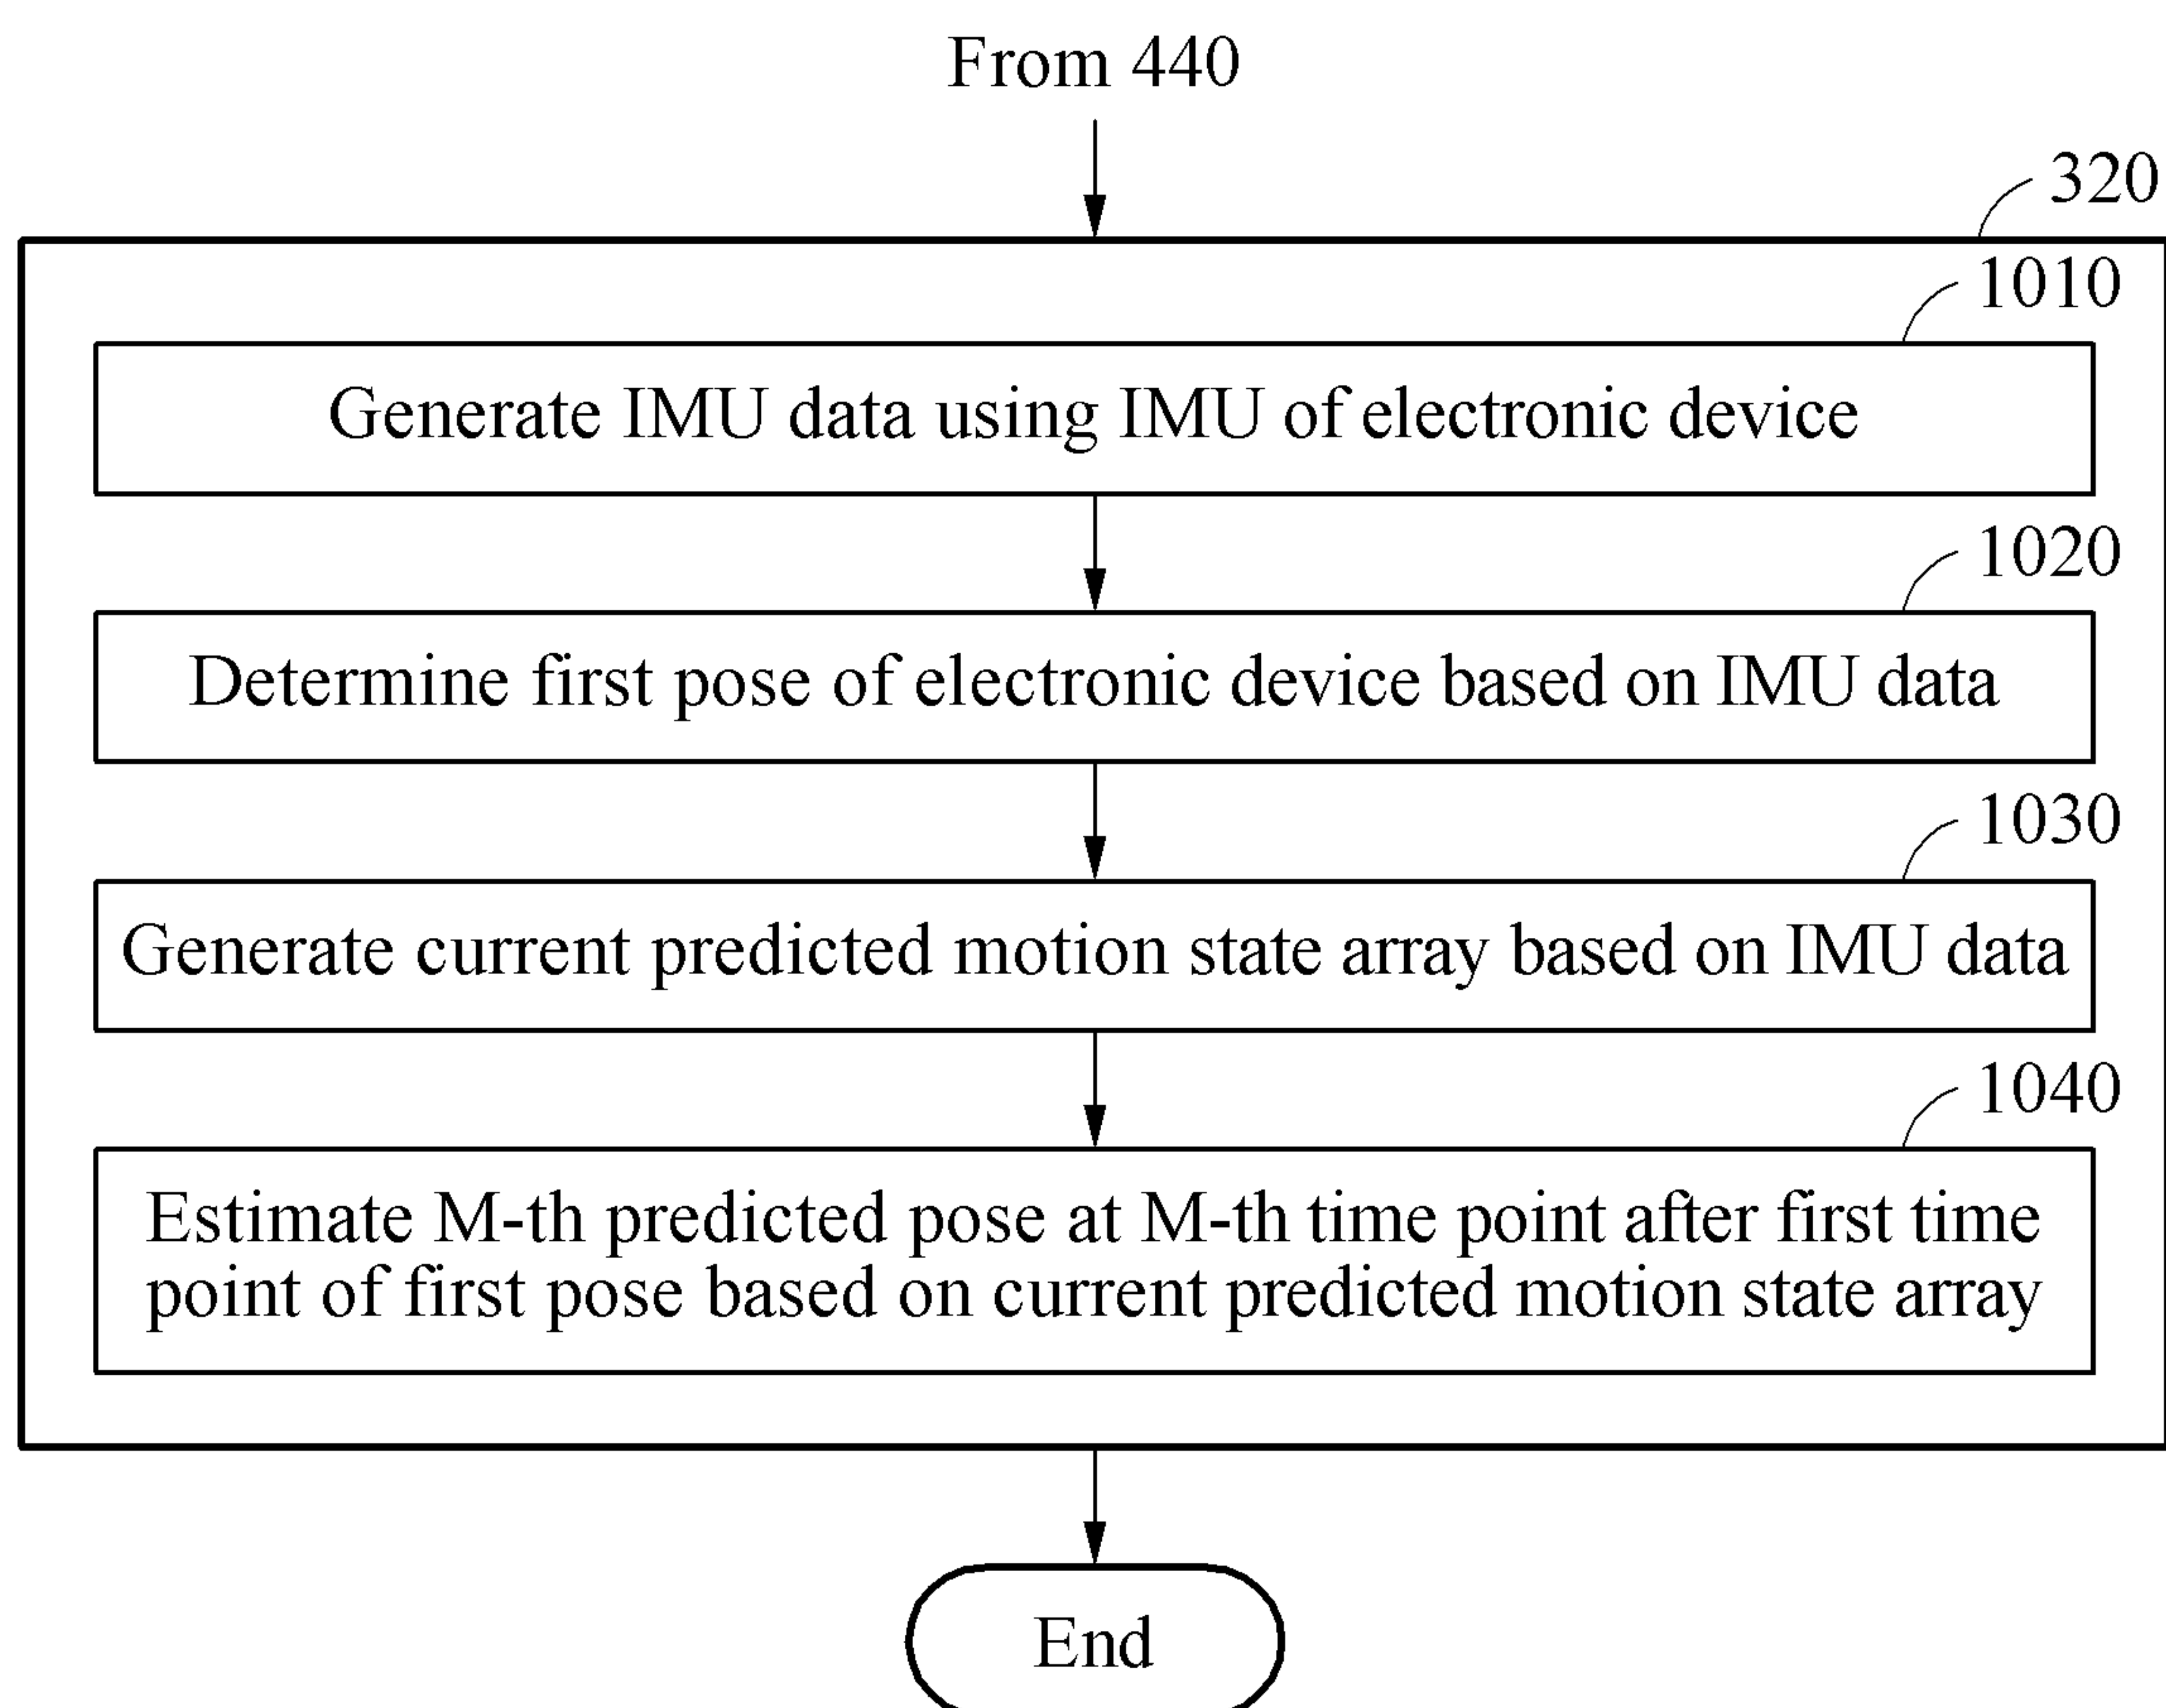 From 440
320
1010
Generate IMU data using IMU of electronic device
1020
Determine first pose of electronic device based on IMU data
1030
Generate current predicted motion state array based on IMU data
1040
Estimate M-th predicted pose at M-th time point after first time
point of first pose based on current predicted motion state array
End